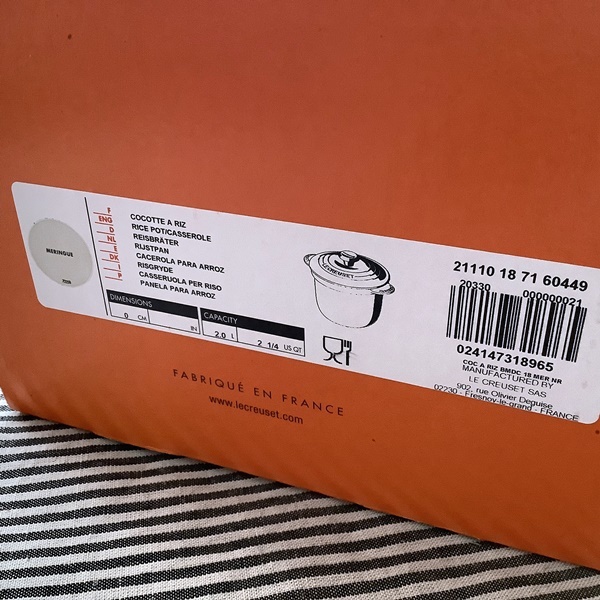 MERINGUE
F COCOTTE A RIZ
ENG RICE POT/CASSEROLE
D REISBRÄTER
NL RIJSTPAN
E CACEROLA PARA ARROZ
DK RISGRYDE
I CASSERUOLA PER RISO
P PANELA PARA ARROZ
DIMENSIONS
0 CM IN
CAPACITY
2.0 L 2 1/4 US QT
LE CREUSET
21110 18 71 60449
20330 000000021
024147318965
COC A RIZ BMDC 18 MER NR
MANUFACTURED BY
LE CREUSET SAS
902, rue Olivier Deguise
02230 - Fresnoy-le-grand - FRANCE
FABRIQUÉ EN FRANCE
www.lecreuset.com